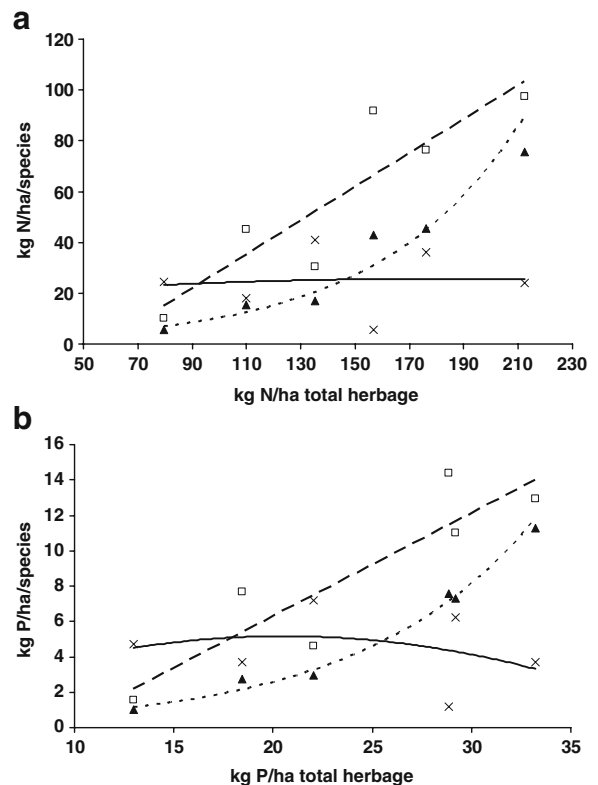 a
120
100
80
60
40
20
0
kg N/ha/species
50 70 90 110 130 150 170 190 210 230
kg N/ha total herbage
b
16
14
12
10
8
6
4
2
0
kg P/ha/species
10 15 20 25 30 35
kg P/ha total herbage